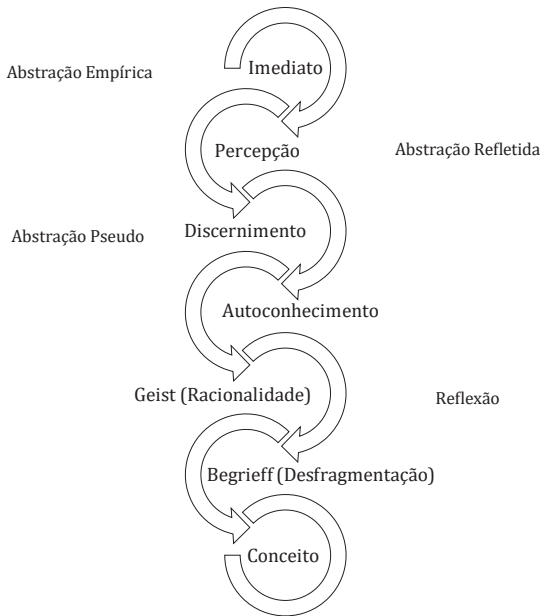 Imediato
Abstração Empírica
Percepção
Abstração Refletida
Discernimento
Abstração Pseudo
Autoconhecimento
Geist (Racionalidade)
Reflexão
Begrieff (Desfragmentação)
Conceito